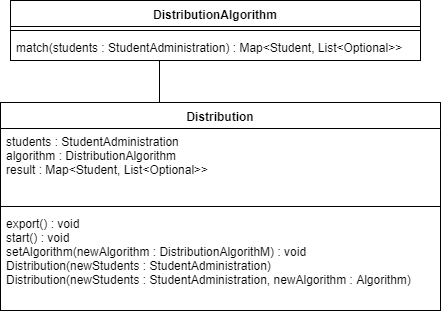 DistributionAlgorithm
match(students : StudentAdministration) : Map<Student, List<Optional>>
Distribution
students : StudentAdministration
algorithm : DistributionAlgorithm
result : Map<Student, List<Optional>>
export() : void
start() : void
setAlgorithm(newAlgorithm : DistributionAlgorithM) : void
Distribution(newStudents : StudentAdministration)
Distribution(newStudents : StudentAdministration, newAlgorithm : Algorithm)